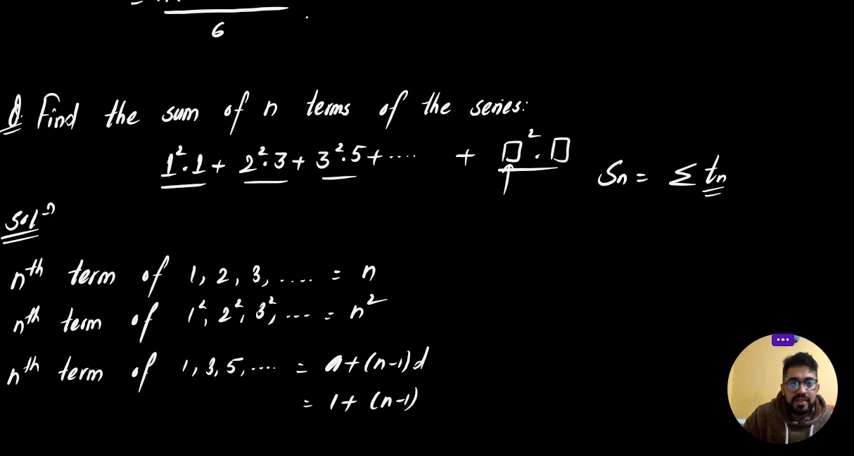 6
Q. Find the sum of n terms of the series:
1².1 + 2².3 + 3².5 + .... + □².□
Sn = Σ tn
Solⁿ
nth term of 1, 2, 3, .... = n
nth term of 1², 2², 3², ... = n²
nth term of 1, 3, 5, .... = a + (n-1)d
= 1 + (n-1)